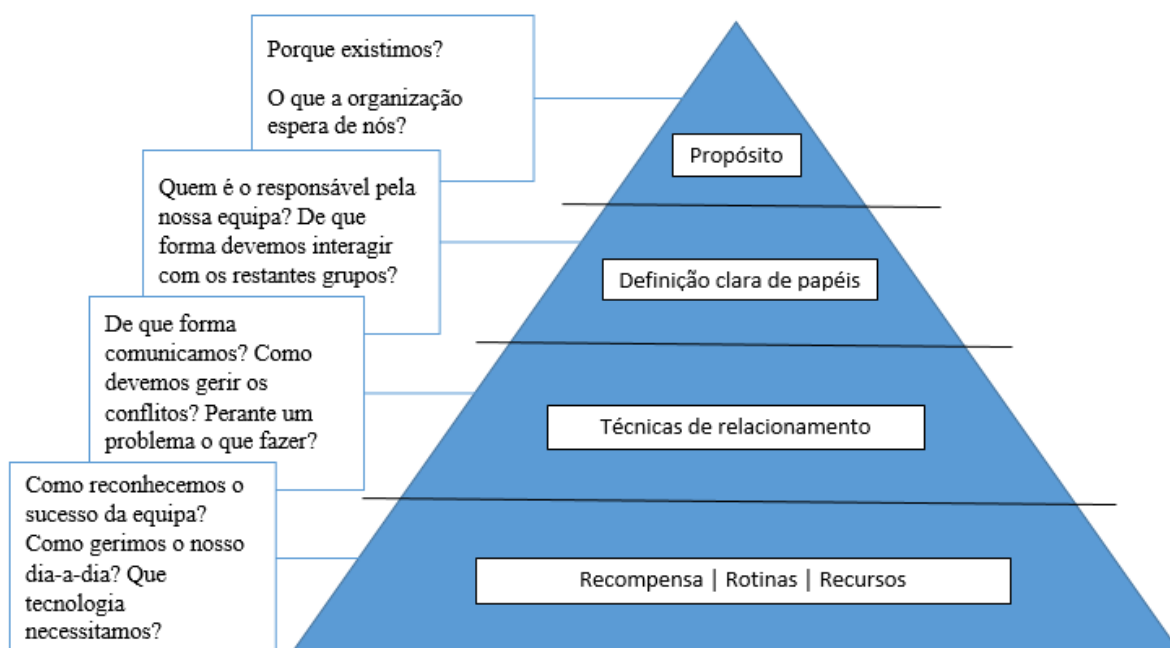 Porque existimos?
O que a organização
espera de nós?
Propósito
Quem é o responsável pela
nossa equipa? De que
forma devemos interagir
com os restantes grupos?
Definição clara de papéis
De que forma
comunicamos? Como
devemos gerir os
conflitos? Perante um
problema o que fazer?
Técnicas de relacionamento
Como reconhecemos o
sucesso da equipa?
Como gerimos o nosso
dia-a-dia? Que
tecnologia
necessitamos?
Recompensa | Rotinas | Recursos